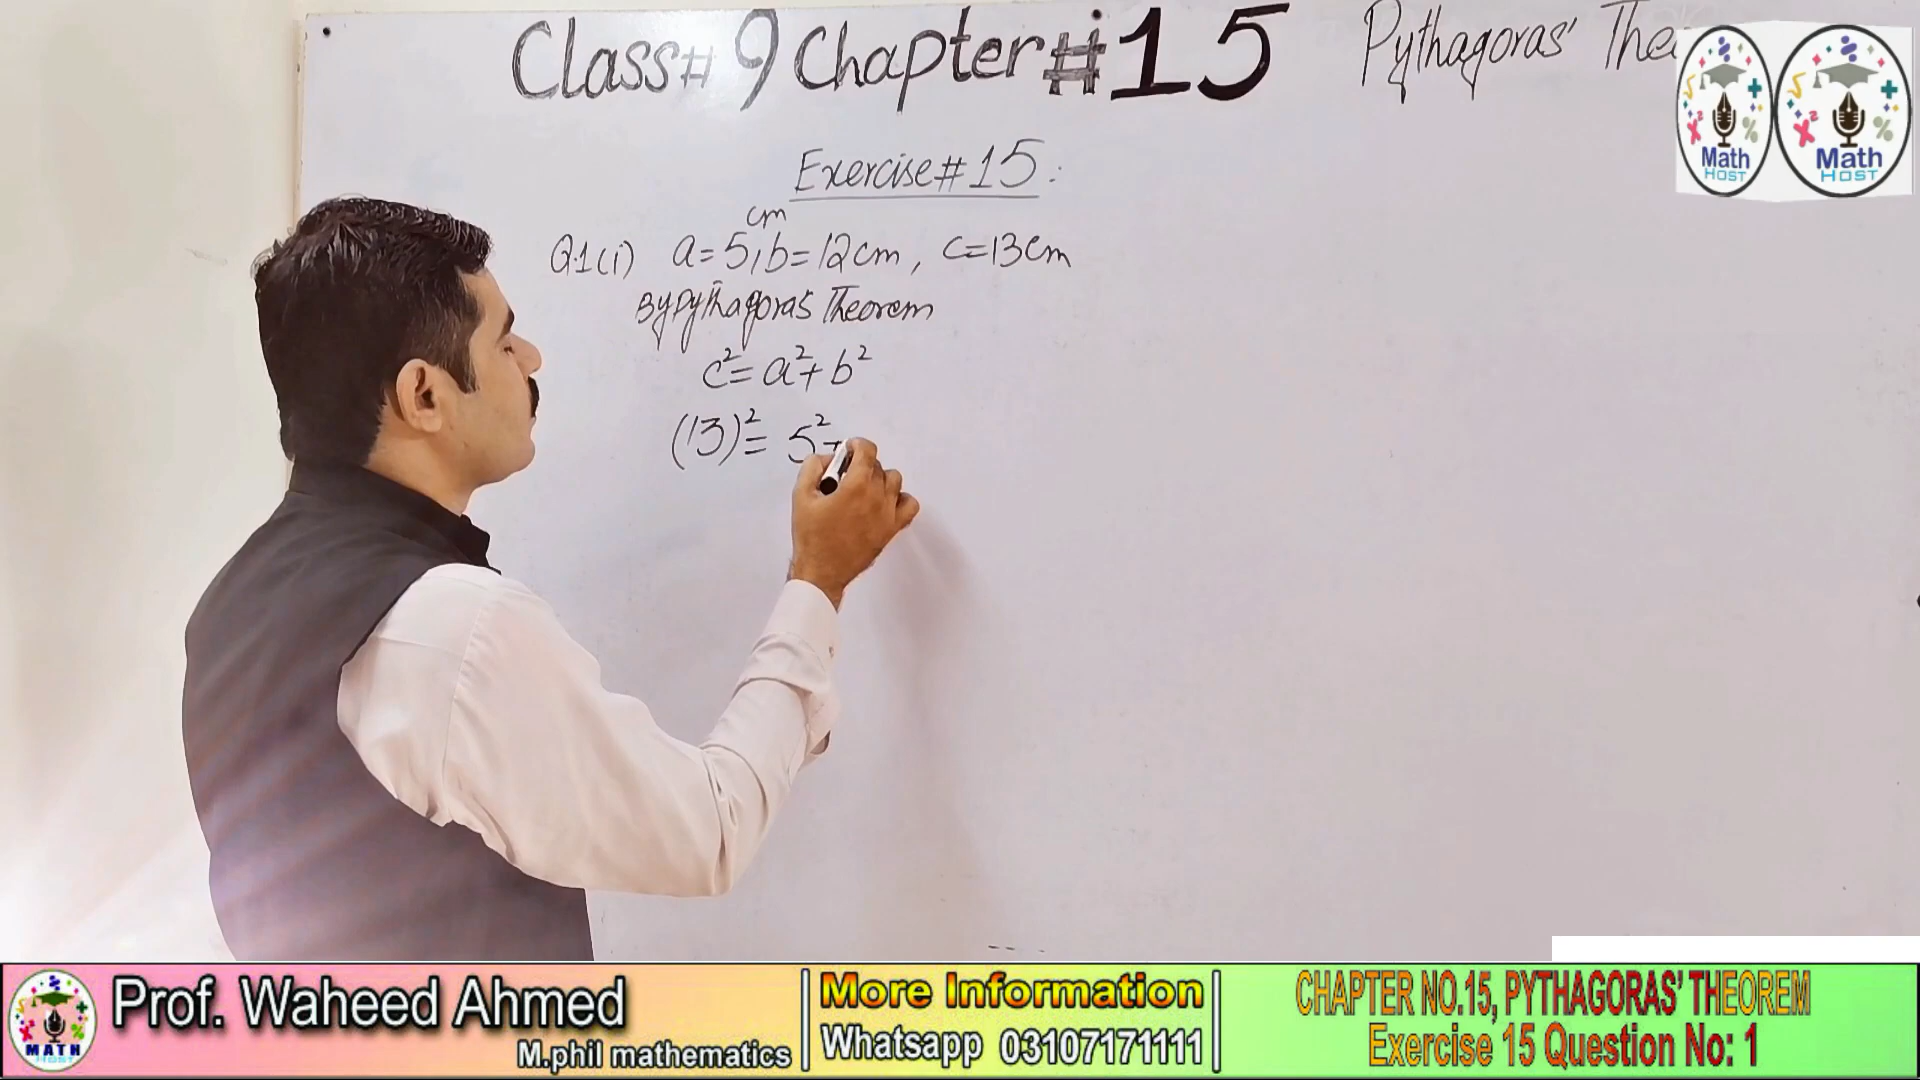 Class# 9 Chapter #15 Pythagoras' The
Exercise#15:
cm
Q.1(i) a=5, b=12cm, c=13cm
By Pythagoras Theorem
c²= a²+ b²
(13)²= 5²+
Math
HOST
Math
HOST
MATH
HOST
Prof. Waheed Ahmed
M.phil mathematics
More Information
Whatsapp 03107171111
CHAPTER NO.15, PYTHAGORAS' THEOREM
Exercise 15 Question No: 1